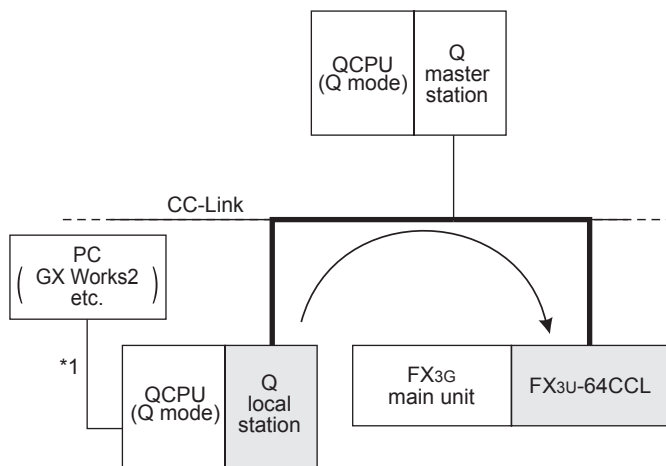 QCPU
(Q mode)
Q
master
station
CC-Link
PC
( GX Works2 )
etc.
*1
QCPU
(Q mode)
Q
local
station
FX3G
main unit
FX3U-64CCL